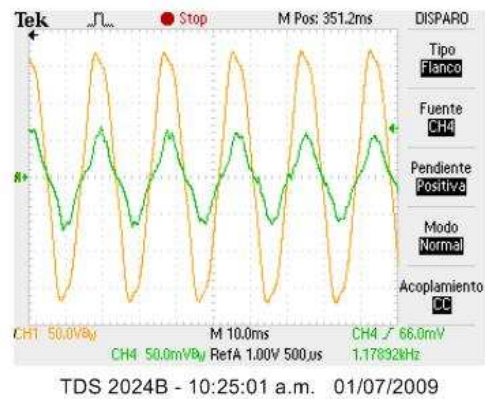 Tek Stop M Pos: 351.2ms DISPARO
Tipo
Flanco
Fuente
CH4
Pendiente
Positiva
Modo
Normal
Acoplamiento
CC
CH1 50.0VBw M 10.0ms CH4 66.0mV
CH4 50.0mVBw RefA 1.00V 500µs 1.17892kHz
TDS 2024B - 10:25:01 a.m. 01/07/2009